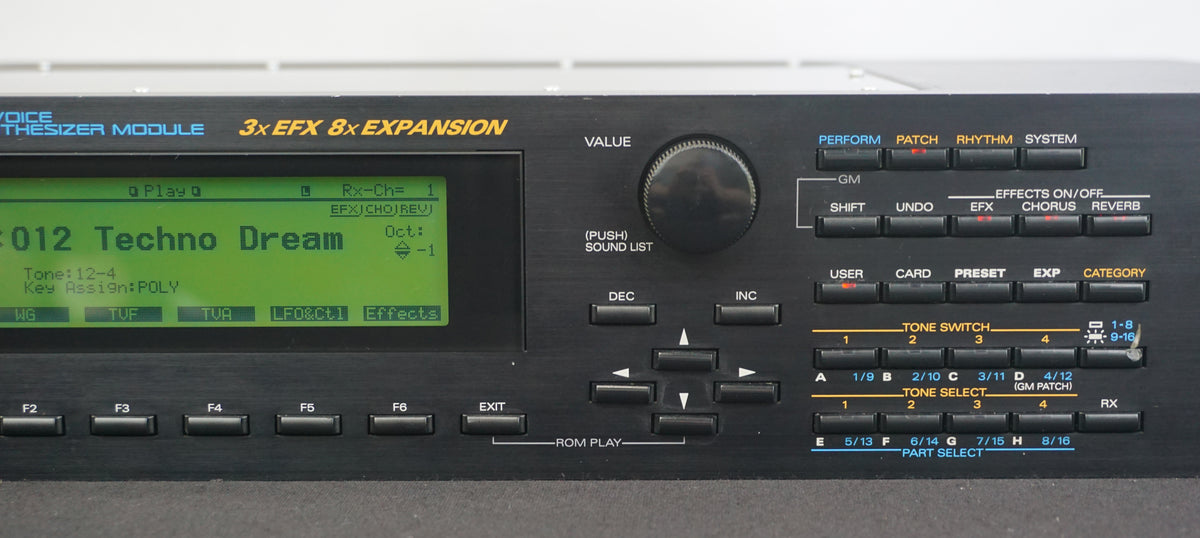 VOICE
THESIZER MODULE
3x EFX 8x EXPANSION
Play
L
Rx-Ch= 1
EFX CHO REV
012 Techno Dream
Oct:
-1
Tone:12-4
Key Assign:POLY
WG TVF TVA LFO&Ctl Effects
F2 F3 F4 F5 F6 EXIT
ROM PLAY
VALUE
(PUSH)
SOUND LIST
DEC INC
PERFORM PATCH RHYTHM SYSTEM
GM
EFFECTS ON/OFF
SHIFT UNDO EFX CHORUS REVERB
USER CARD PRESET EXP CATEGORY
TONE SWITCH
1 2 3 4
1-8
9-16
A 1/9 B 2/10 C 3/11 D 4/12
(GM PATCH)
TONE SELECT
1 2 3 4 RX
E 5/13 F 6/14 G 7/15 H 8/16
PART SELECT